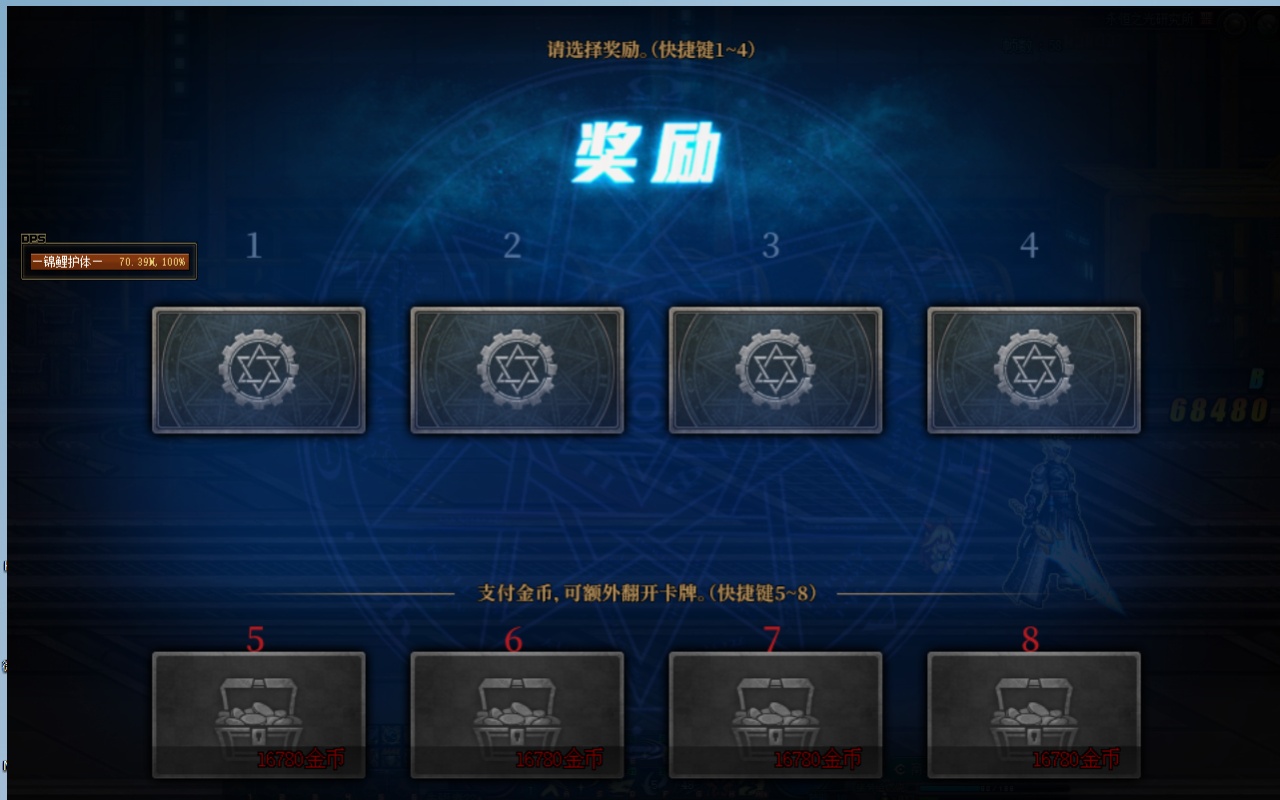 请选择奖励。(快捷键1~4)
奖励
1 2 3 4
DPS
一锦鲤护体一 70.39M, 100%
68480
支付金币,可额外翻开卡牌。(快捷键5~8)
5 6 7 8
16780金币 16780金币 16780金币 16780金币